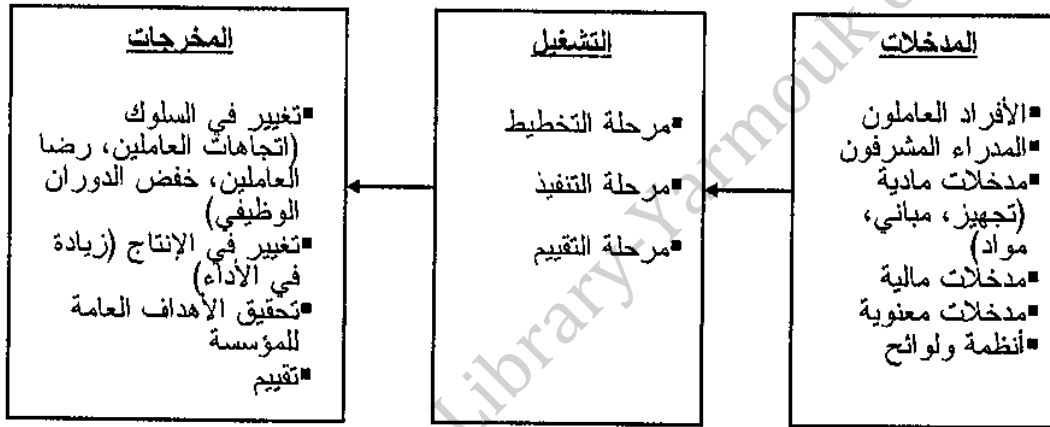 المدخلات
▪الأفراد العاملون
▪المدراء المشرفون
▪مدخلات مادية
(تجهيز، مباني،
مواد)
▪مدخلات مالية
▪مدخلات معنوية
▪أنظمة ولوائح
التشغيل
▪مرحلة التخطيط
▪مرحلة التنفيذ
▪مرحلة التقييم
المخرجات
▪تغيير في السلوك
(اتجاهات العاملين، رضا
العاملين، خفض الدوران
الوظيفي)
▪تغيير في الإنتاج (زيادة
في الأداء)
▪تحقيق الأهداف العامة
للمؤسسة
▪تقييم
Library-Yarmouk